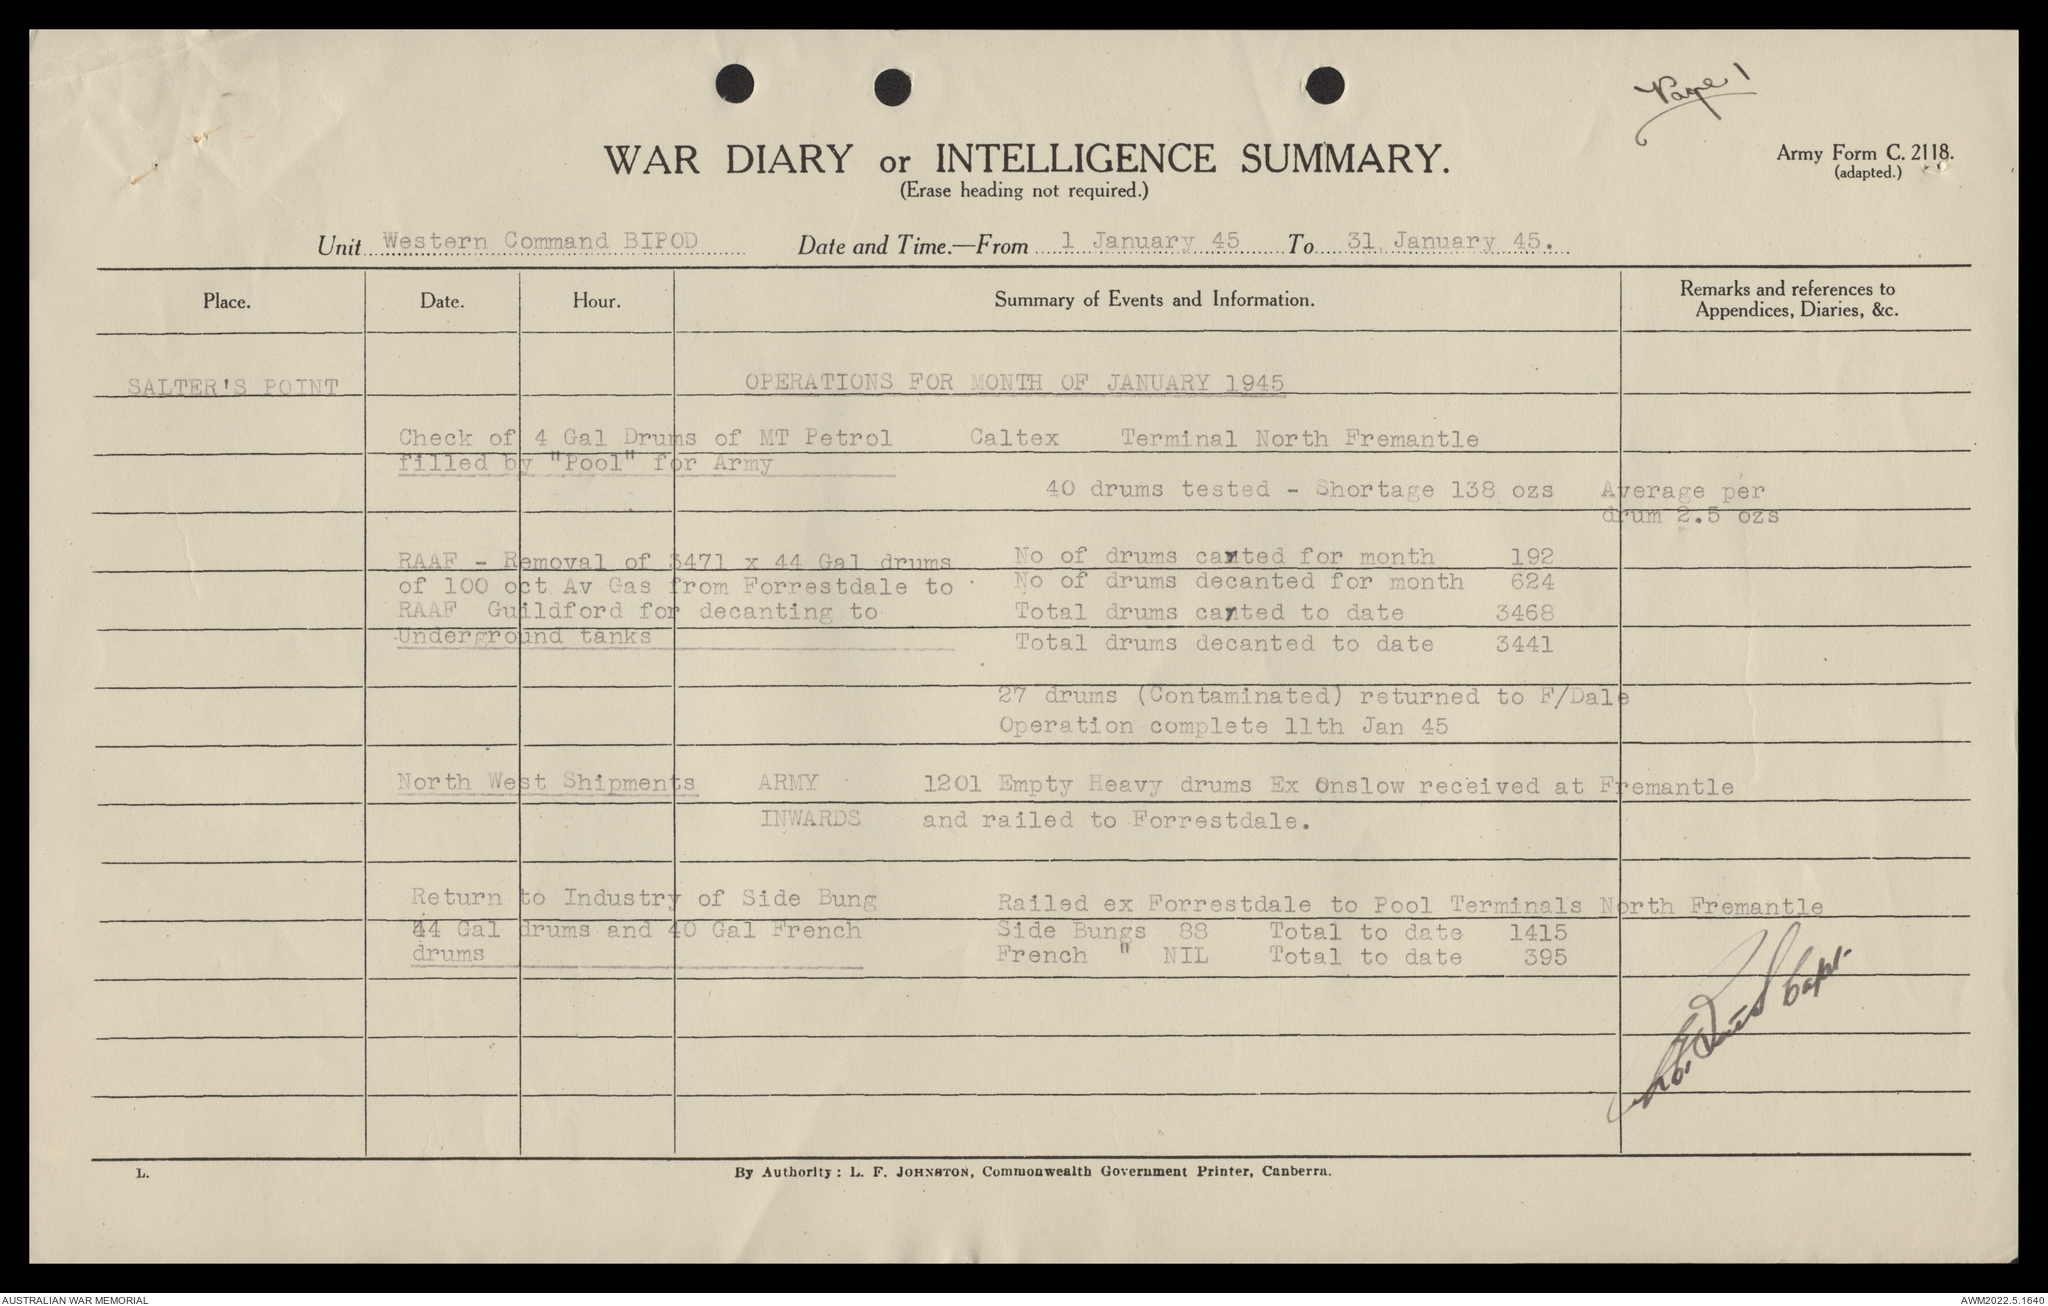 Page 1
WAR DIARY or INTELLIGENCE SUMMARY.
(Erase heading not required.)
Army Form C. 2118.
(adapted.)
Unit Western Command BIPOD Date and Time.—From 1 January 45 To 31 January 45.
Place. Date. Hour. Summary of Events and Information. Remarks and references to
Appendices, Diaries, &c.
SALTER'S POINT OPERATIONS FOR MONTH OF JANUARY 1945
Check of 4 Gal Drums of MT Petrol Caltex Terminal North Fremantle
filled by "Pool" for Army
40 drums tested - Shortage 138 ozs Average per
drum 2.5 ozs
RAAF - Removal of 3471 x 44 Gal drums No of drums carted for month 192
of 100 oct Av Gas from Forrestdale to No of drums decanted for month 624
RAAF Guildford for decanting to Total drums carted to date 3468
Underground tanks Total drums decanted to date 3441
27 drums (Contaminated) returned to F/Dale
Operation complete 11th Jan 45
North West Shipments ARMY 1201 Empty Heavy drums Ex Onslow received at Fremantle
INWARDS and railed to Forrestdale.
Return to Industry of Side Bung Railed ex Forrestdale to Pool Terminals North Fremantle
44 Gal drums and 40 Gal French Side Bungs 88 Total to date 1415
drums French " NIL Total to date 395
Capt.
L. By Authority: L. F. JOHNSTON, Commonwealth Government Printer, Canberra.
AUSTRALIAN WAR MEMORIAL AWM2022.5.1640